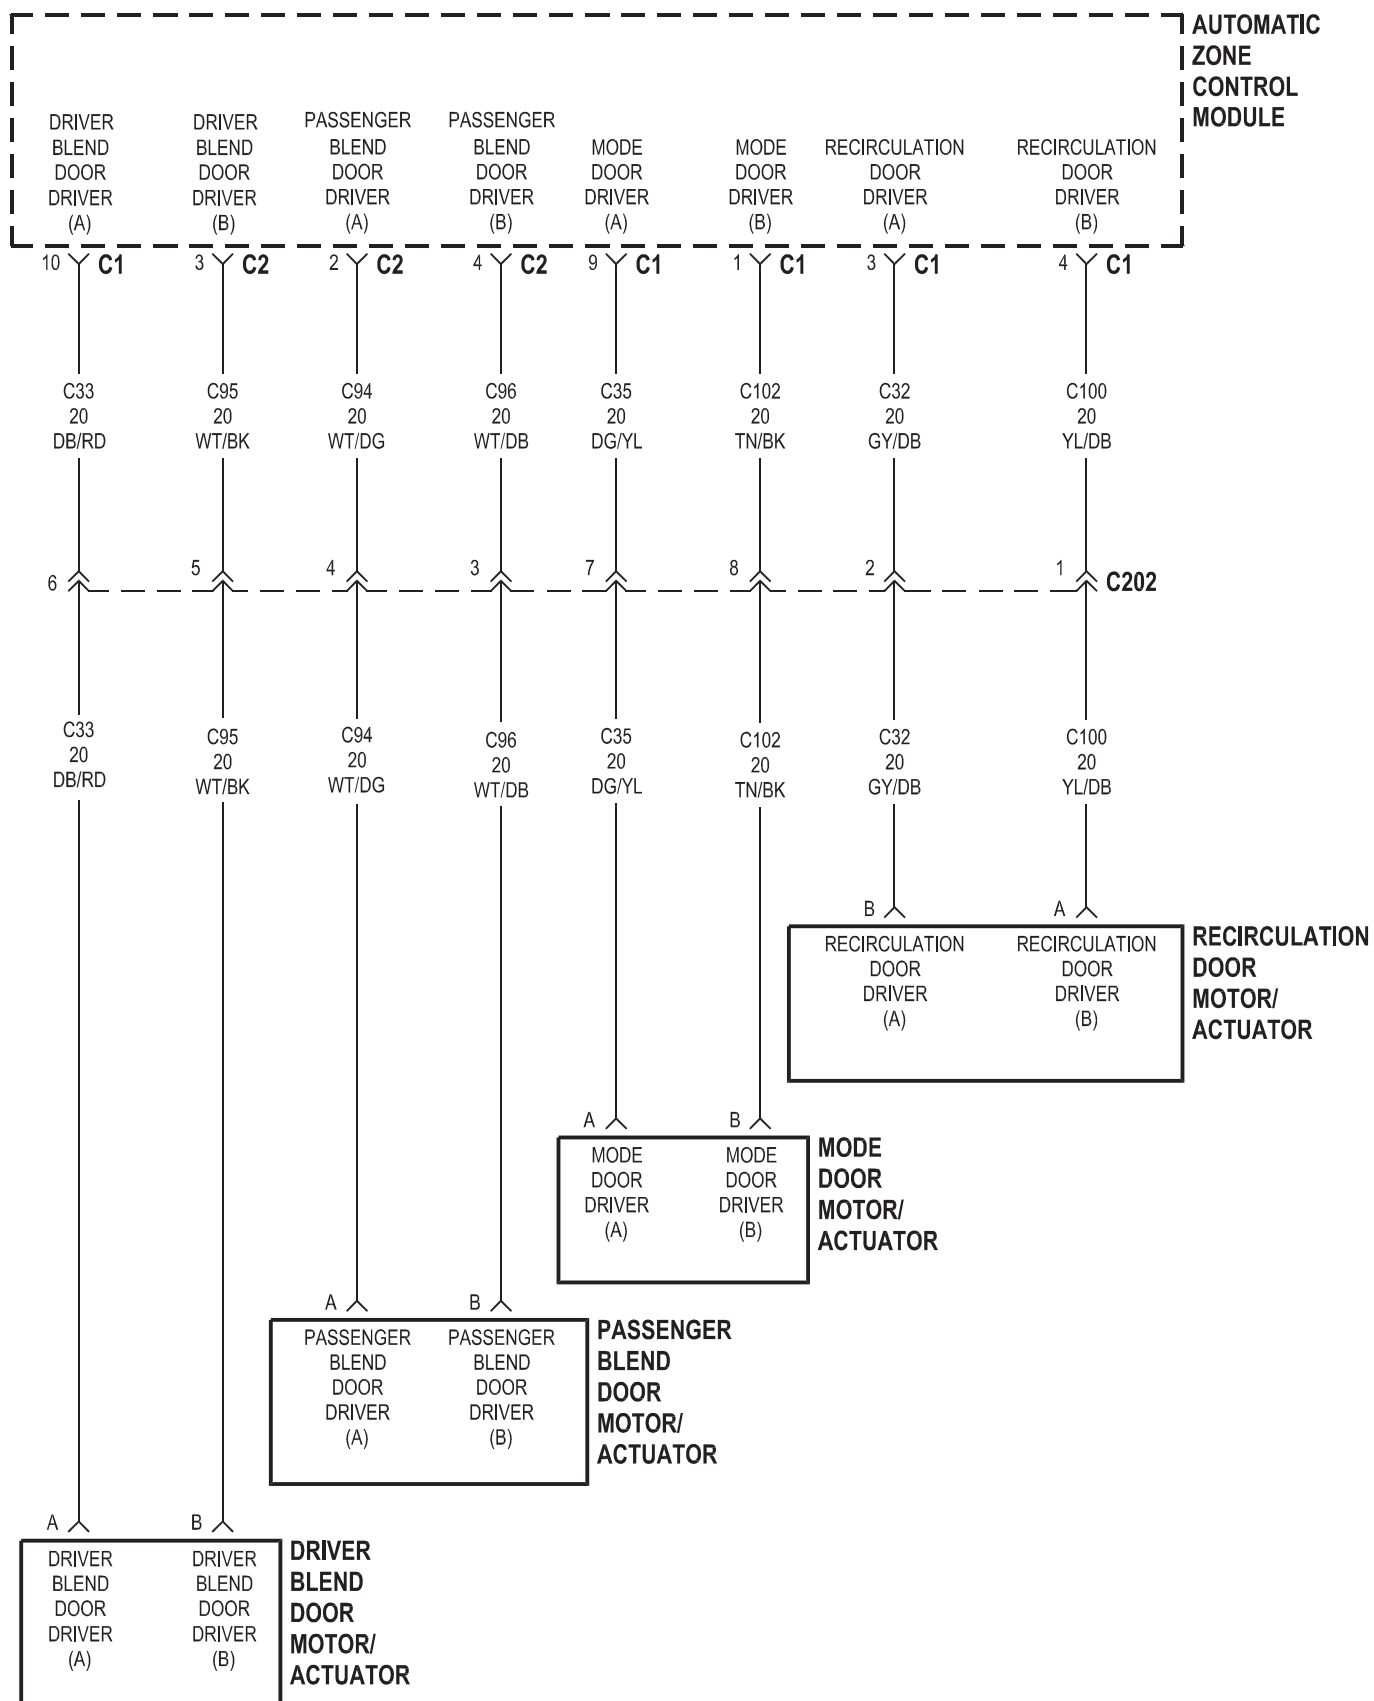 AUTOMATIC
ZONE
CONTROL
MODULE
DRIVER
BLEND
DOOR
DRIVER
(A)
DRIVER
BLEND
DOOR
DRIVER
(B)
PASSENGER
BLEND
DOOR
DRIVER
(A)
PASSENGER
BLEND
DOOR
DRIVER
(B)
MODE
DOOR
DRIVER
(A)
MODE
DOOR
DRIVER
(B)
RECIRCULATION
DOOR
DRIVER
(A)
RECIRCULATION
DOOR
DRIVER
(B)
10 C1
3 C2
2 C2
4 C2
9 C1
1 C1
3 C1
4 C1
C33
20
DB/RD
C95
20
WT/BK
C94
20
WT/DG
C96
20
WT/DB
C35
20
DG/YL
C102
20
TN/BK
C32
20
GY/DB
C100
20
YL/DB
6
5
4
3
7
8
2
1
C202
C33
20
DB/RD
C95
20
WT/BK
C94
20
WT/DG
C96
20
WT/DB
C35
20
DG/YL
C102
20
TN/BK
C32
20
GY/DB
C100
20
YL/DB
B
A
RECIRCULATION
DOOR
DRIVER
(A)
RECIRCULATION
DOOR
DRIVER
(B)
RECIRCULATION
DOOR
MOTOR/
ACTUATOR
A
B
MODE
DOOR
DRIVER
(A)
MODE
DOOR
DRIVER
(B)
MODE
DOOR
MOTOR/
ACTUATOR
A
B
PASSENGER
BLEND
DOOR
DRIVER
(A)
PASSENGER
BLEND
DOOR
DRIVER
(B)
PASSENGER
BLEND
DOOR
MOTOR/
ACTUATOR
A
B
DRIVER
BLEND
DOOR
DRIVER
(A)
DRIVER
BLEND
DOOR
DRIVER
(B)
DRIVER
BLEND
DOOR
MOTOR/
ACTUATOR